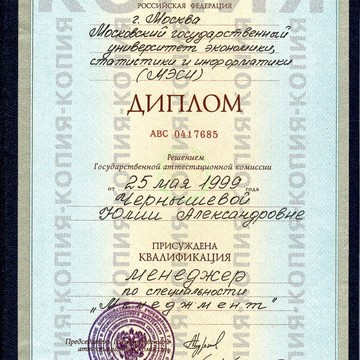 РОССИЙСКАЯ ФЕДЕРАЦИЯ
г. Москва
Московский государственный
университет экономики,
статистики и информатики
(МЭСИ)
ДИПЛОМ
АВС 0417685
Решением
Государственной аттестационной комиссии
от 25 мая 1999 года
Чернышевой
Юлии Александровне
ПРИСУЖДЕНА
КВАЛИФИКАЦИЯ
менеджер
по специальности
"Менеджмент"
Председатель
КОПИЯ